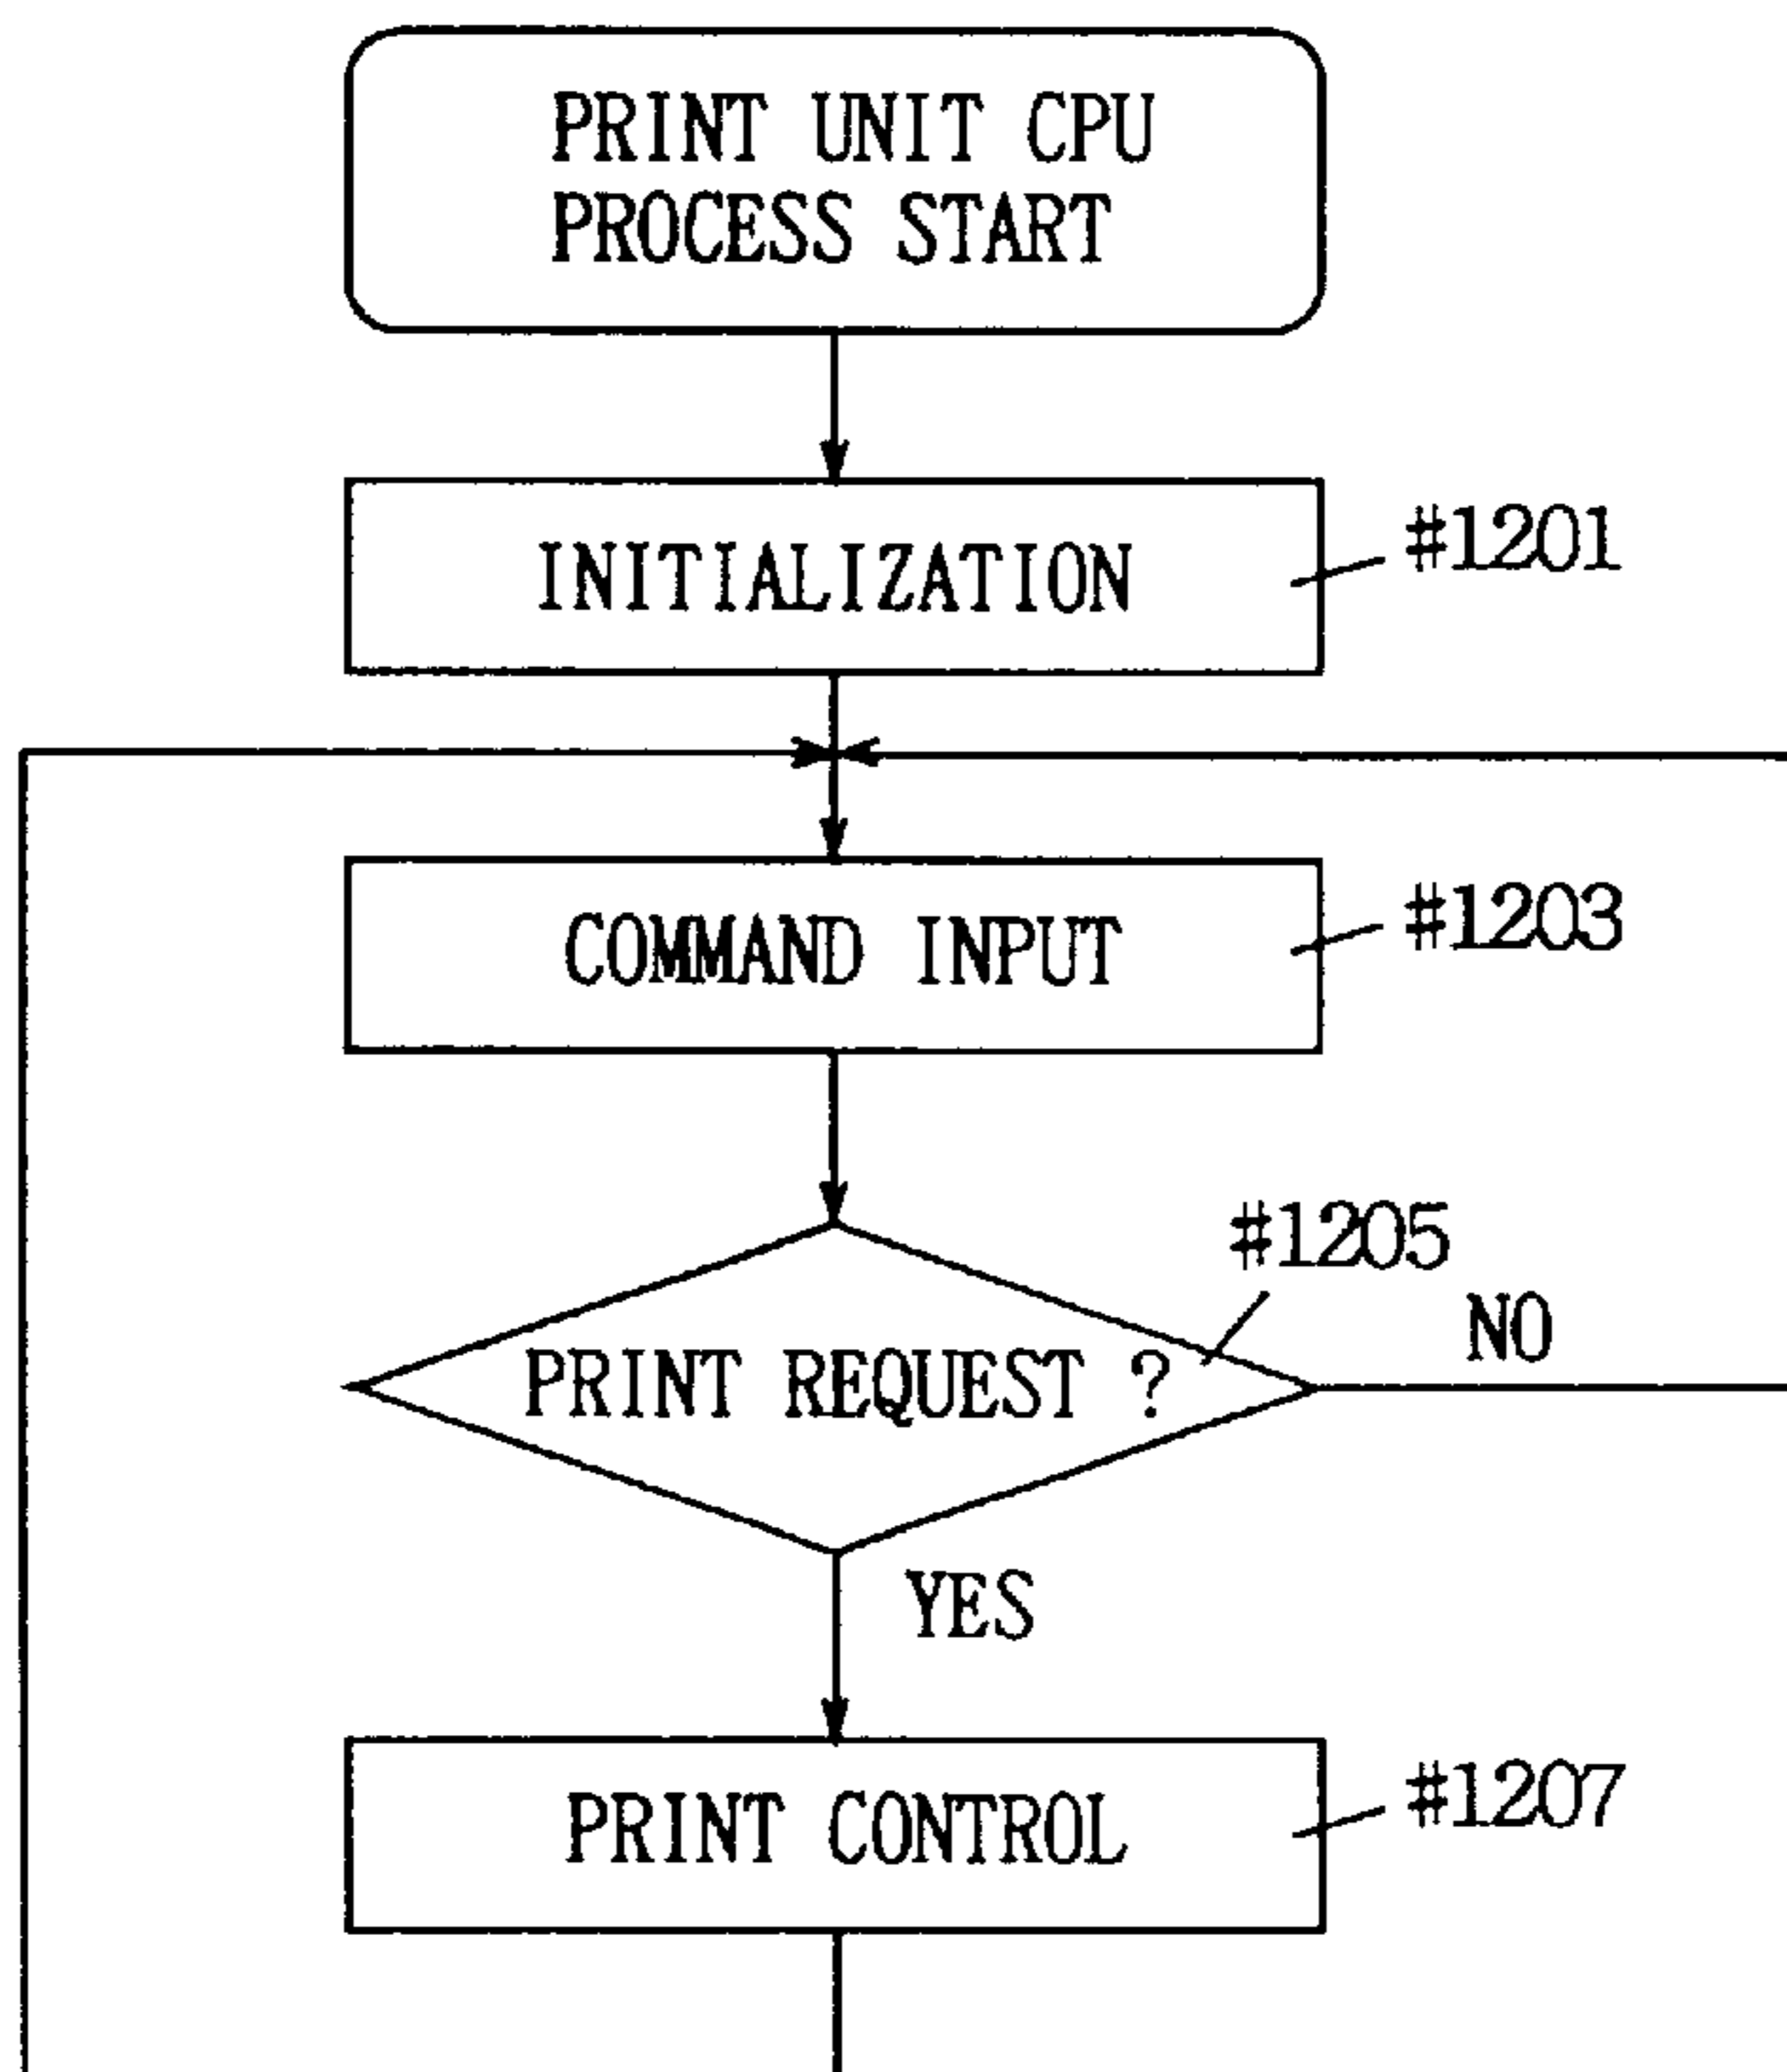 PRINT UNIT CPU
PROCESS START
INITIALIZATION
#1201
COMMAND INPUT
#1203
#1205
PRINT REQUEST ?
NO
YES
PRINT CONTROL
#1207